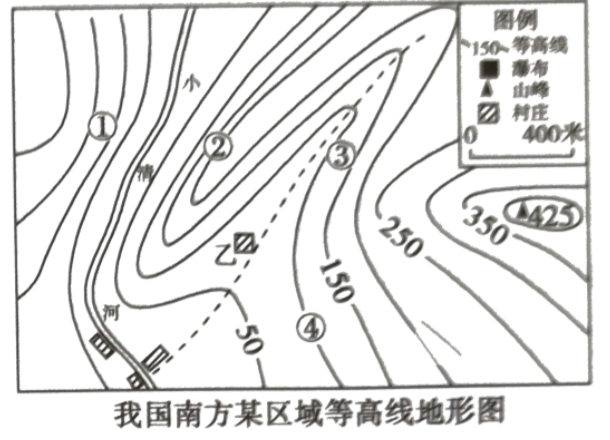 图例
150 等高线
瀑布
山峰
村庄
0 400米
小
清
河
①
②
③
④
乙
50
150
250
350
425
我国南方某区域等高线地形图